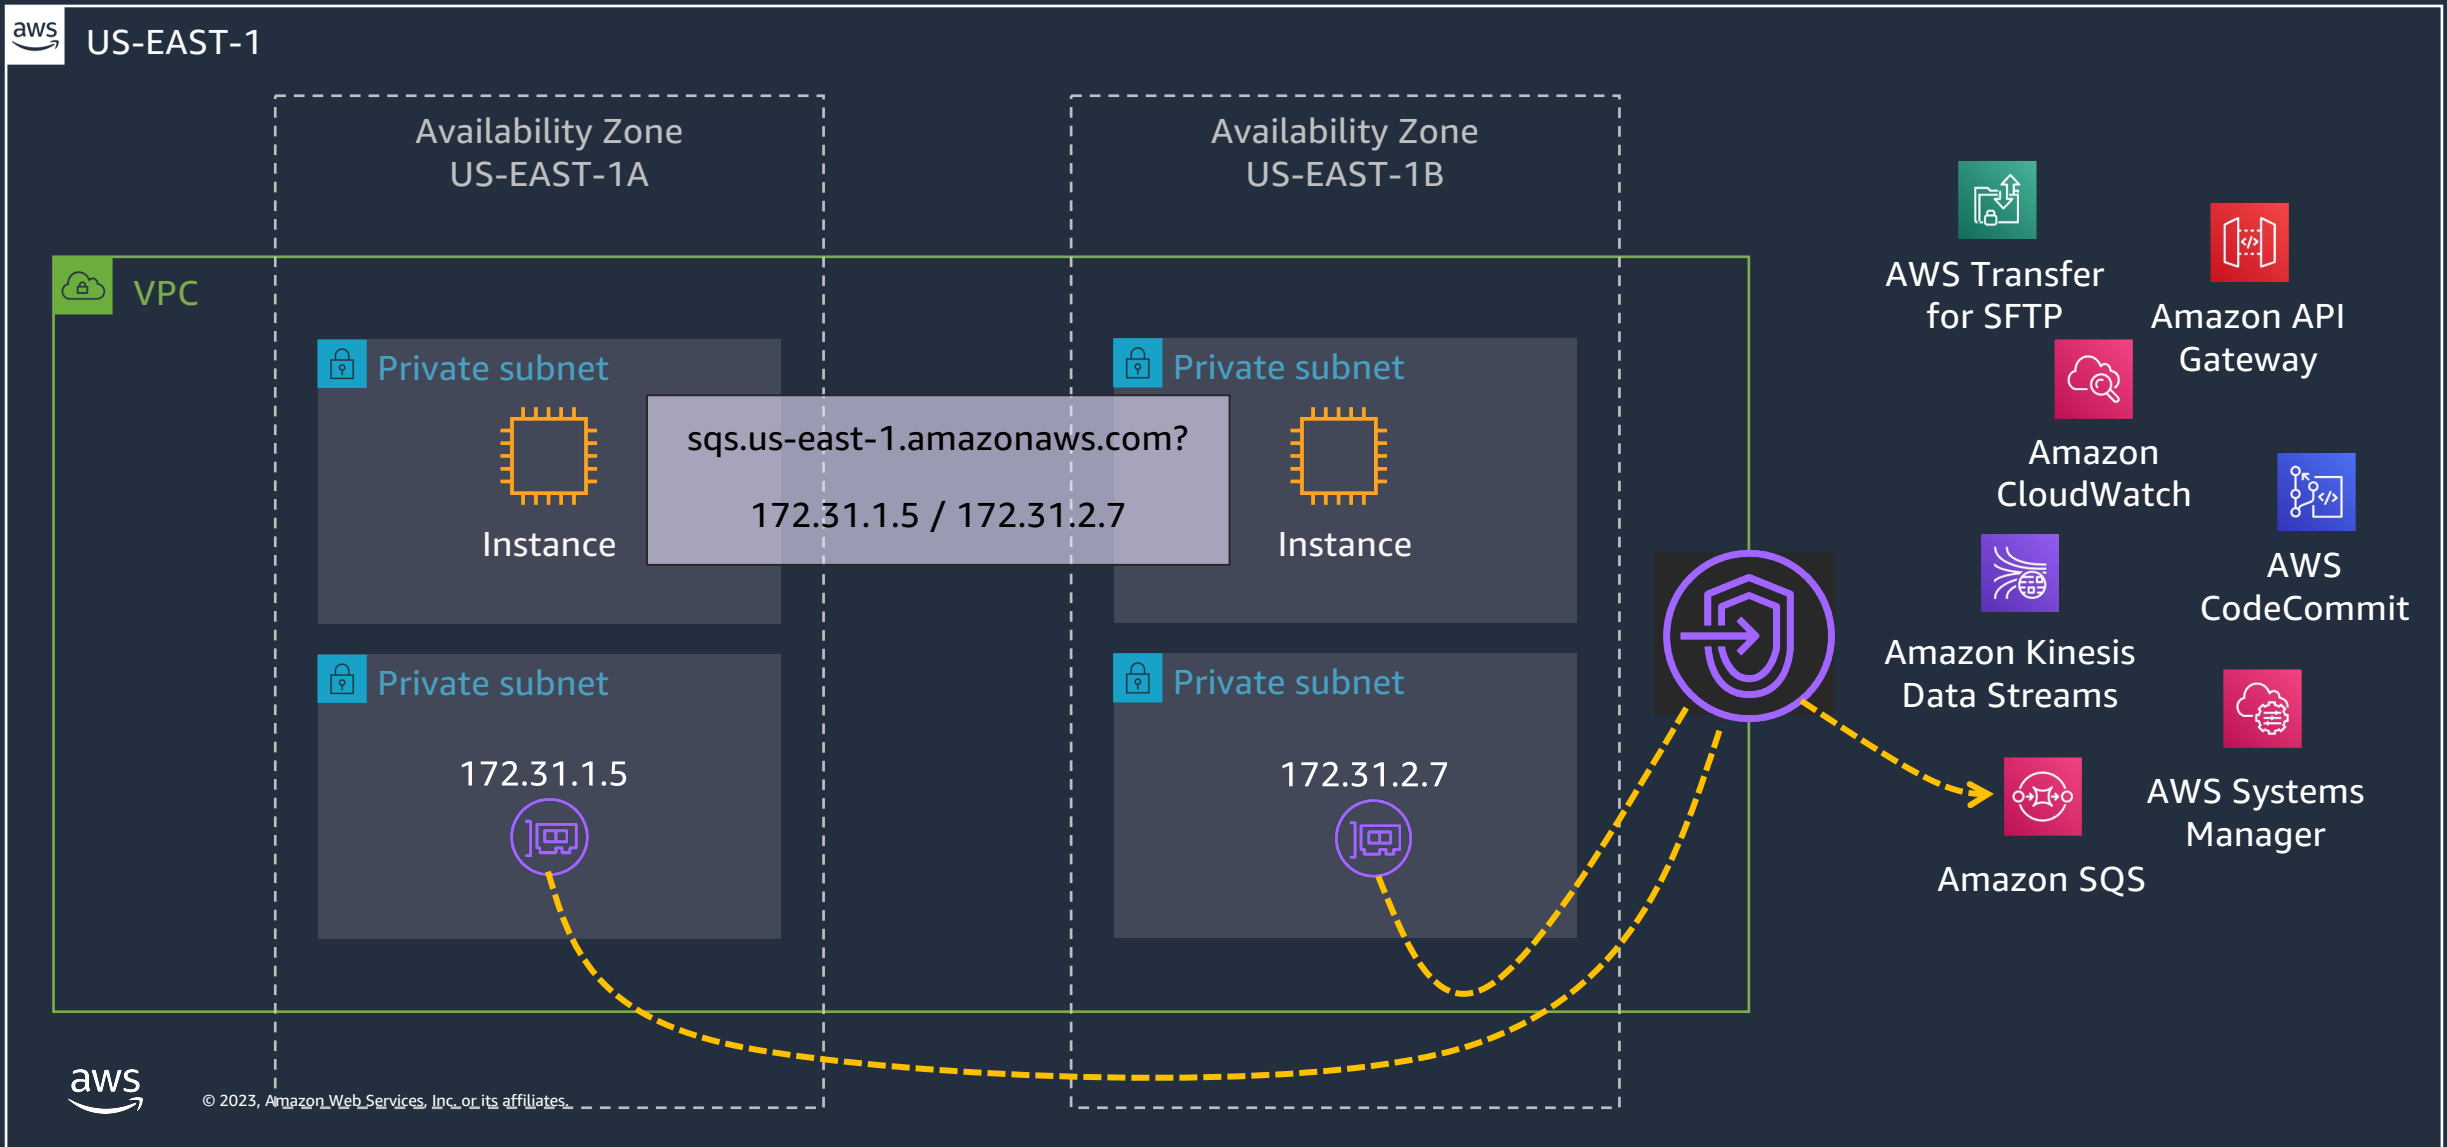 aws
US-EAST-1
Availability Zone
US-EAST-1A
Availability Zone
US-EAST-1B
VPC
Private subnet
Instance
Private subnet
Instance
sqs.us-east-1.amazonaws.com?
172.31.1.5 / 172.31.2.7
Private subnet
172.31.1.5
Private subnet
172.31.2.7
AWS Transfer
for SFTP
Amazon API
Gateway
Amazon
CloudWatch
AWS
CodeCommit
Amazon Kinesis
Data Streams
AWS Systems
Manager
Amazon SQS
aws
© 2023, Amazon Web Services, Inc. or its affiliates.